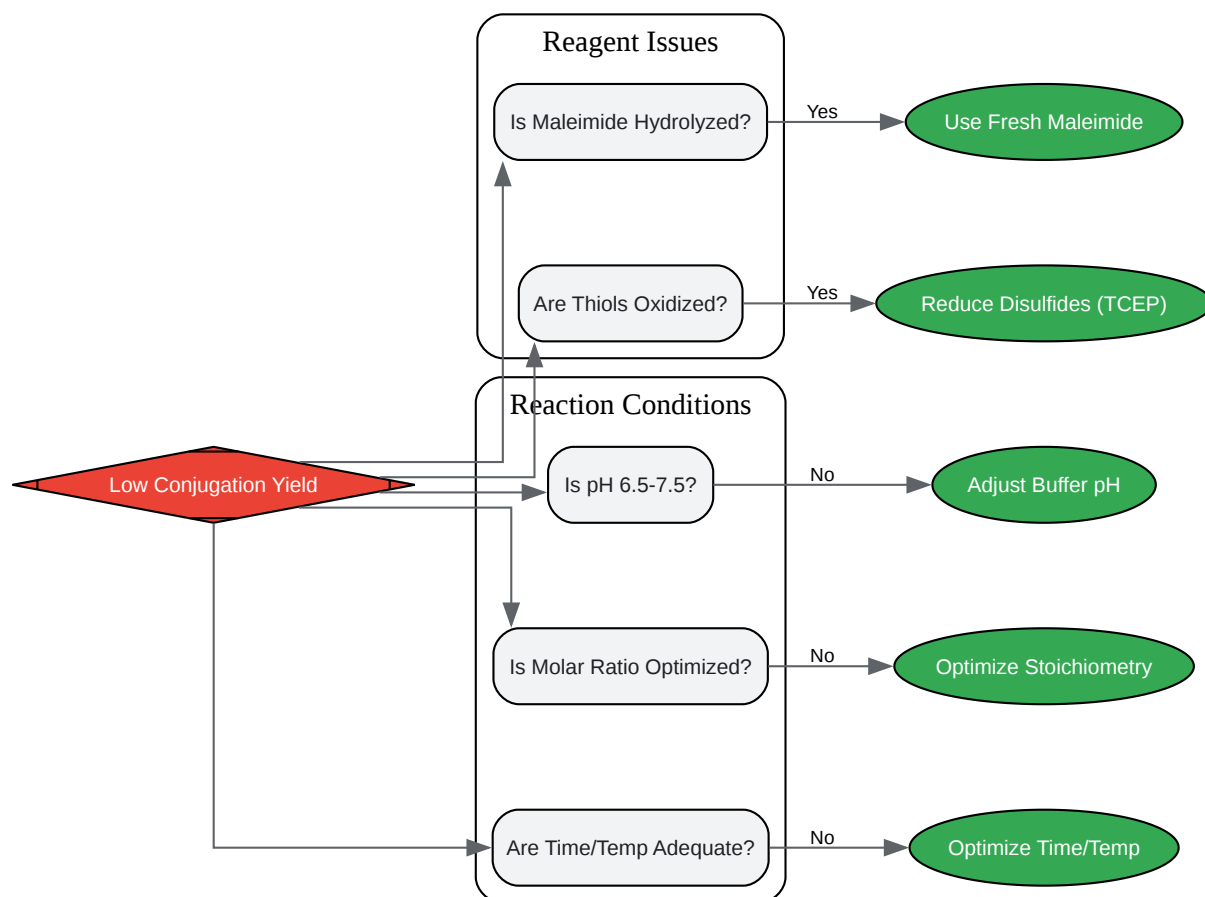 Reagent Issues
Is Maleimide Hydrolyzed?
Yes
Use Fresh Maleimide
Are Thiols Oxidized?
Yes
Reduce Disulfides (TCEP)
Reaction Conditions
Low Conjugation Yield
Is pH 6.5-7.5?
No
Adjust Buffer pH
Is Molar Ratio Optimized?
No
Optimize Stoichiometry
Are Time/Temp Adequate?
No
Optimize Time/Temp